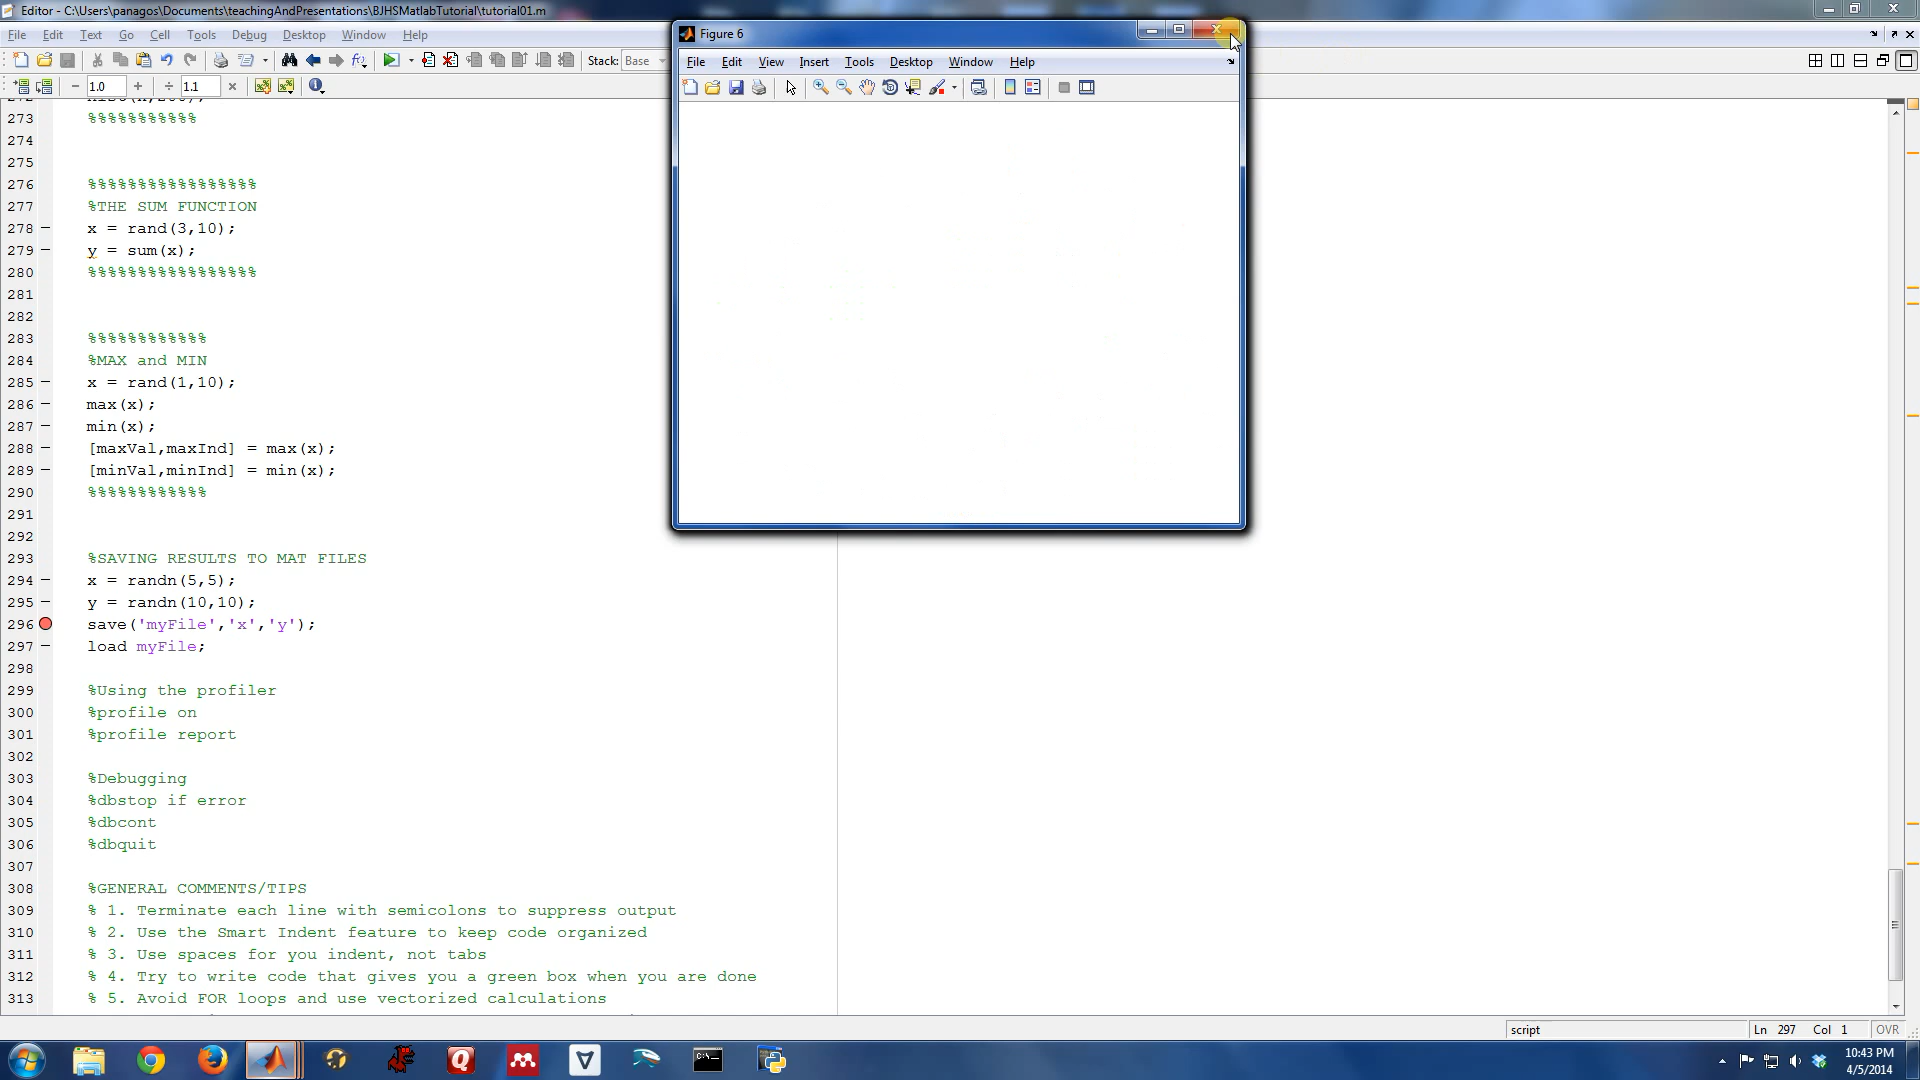 Editor - C:\Users\panagos\Documents\teachingAndPresentations\BJHSMatlabTutorial\tutorial01.m
File Edit Text Go Cell Tools Debug Desktop Window Help
Stack: Base
1.0 1.1
Figure 6
File Edit View Insert Tools Desktop Window Help
273 %%%%%%%%%%%
274
275
276 %%%%%%%%%%%%%%%%%
277 %THE SUM FUNCTION
278 x = rand(3,10);
279 y = sum(x);
280 %%%%%%%%%%%%%%%%%
281
282
283 %%%%%%%%%%%%
284 %MAX and MIN
285 x = rand(1,10);
286 max(x);
287 min(x);
288 [maxVal,maxInd] = max(x);
289 [minVal,minInd] = min(x);
290 %%%%%%%%%%%%
291
292
293 %SAVING RESULTS TO MAT FILES
294 x = randn(5,5);
295 y = randn(10,10);
296 save('myFile','x','y');
297 load myFile;
298
299 %Using the profiler
300 %profile on
301 %profile report
302
303 %Debugging
304 %dbstop if error
305 %dbcont
306 %dbquit
307
308 %GENERAL COMMENTS/TIPS
309 % 1. Terminate each line with semicolons to suppress output
310 % 2. Use the Smart Indent feature to keep code organized
311 % 3. Use spaces for you indent, not tabs
312 % 4. Try to write code that gives you a green box when you are done
313 % 5. Avoid FOR loops and use vectorized calculations
script Ln 297 Col 1 OVR
10:43 PM
4/5/2014